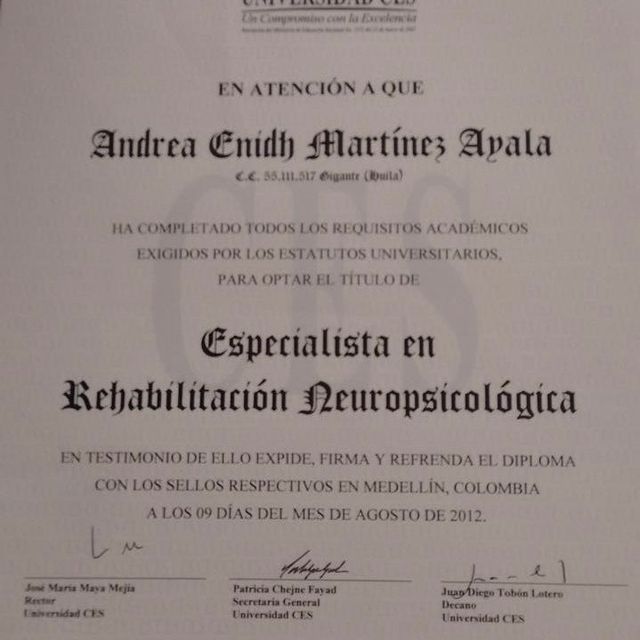 UNIVERSIDAD CES
Un Compromiso con la Excelencia
EN ATENCIÓN A QUE
Andrea Enidh Martínez Ayala
C.C. 55.111.517 Gigante (Huila)
CES
HA COMPLETADO TODOS LOS REQUISITOS ACADÉMICOS
EXIGIDOS POR LOS ESTATUTOS UNIVERSITARIOS,
PARA OPTAR EL TÍTULO DE
Especialista en
Rehabilitación Neuropsicológica
EN TESTIMONIO DE ELLO EXPIDE, FIRMA Y REFRENDA EL DIPLOMA
CON LOS SELLOS RESPECTIVOS EN MEDELLÍN, COLOMBIA
A LOS 09 DÍAS DEL MES DE AGOSTO DE 2012.
José María Maya Mejía
Rector
Universidad CES
Patricia Chejne Fayad
Secretaria General
Universidad CES
Juan Diego Tobón Lotero
Decano
Universidad CES